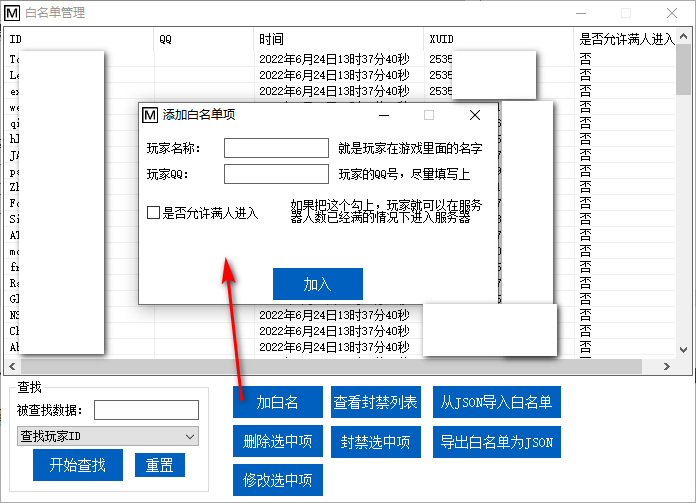 M 白名单管理
ID QQ 时间 XUID 是否允许满人进入
2022年6月24日13时37分40秒 2535 否
Le 2022年6月24日13时37分40秒 2535 否
ex 2022年6月24日13时37分40秒 2535 否
we 否
M 添加白名单项
qi 否
hl 否
玩家名称： 就是玩家在游戏里面的名字
JA 否
玩家QQ： 玩家的QQ号，尽量填写上
pa 否
Zh 否
Fo 否
是否允许满人进入 如果把这个勾上，玩家就可以在服务
器人数已经满的情况下进入服务器
Si 否
AT 否
mc 否
fr 否
Ra 否
加入
Gl 否
NS 2022年6月24日13时37分40秒 否
Ch 2022年6月24日13时37分40秒 否
Ab 2022年6月24日13时37分40秒 否
查找
被查找数据：
查找玩家ID
开始查找 重置
加白名 查看封禁列表 从JSON导入白名单
删除选中项 封禁选中项 导出白名单为JSON
修改选中项